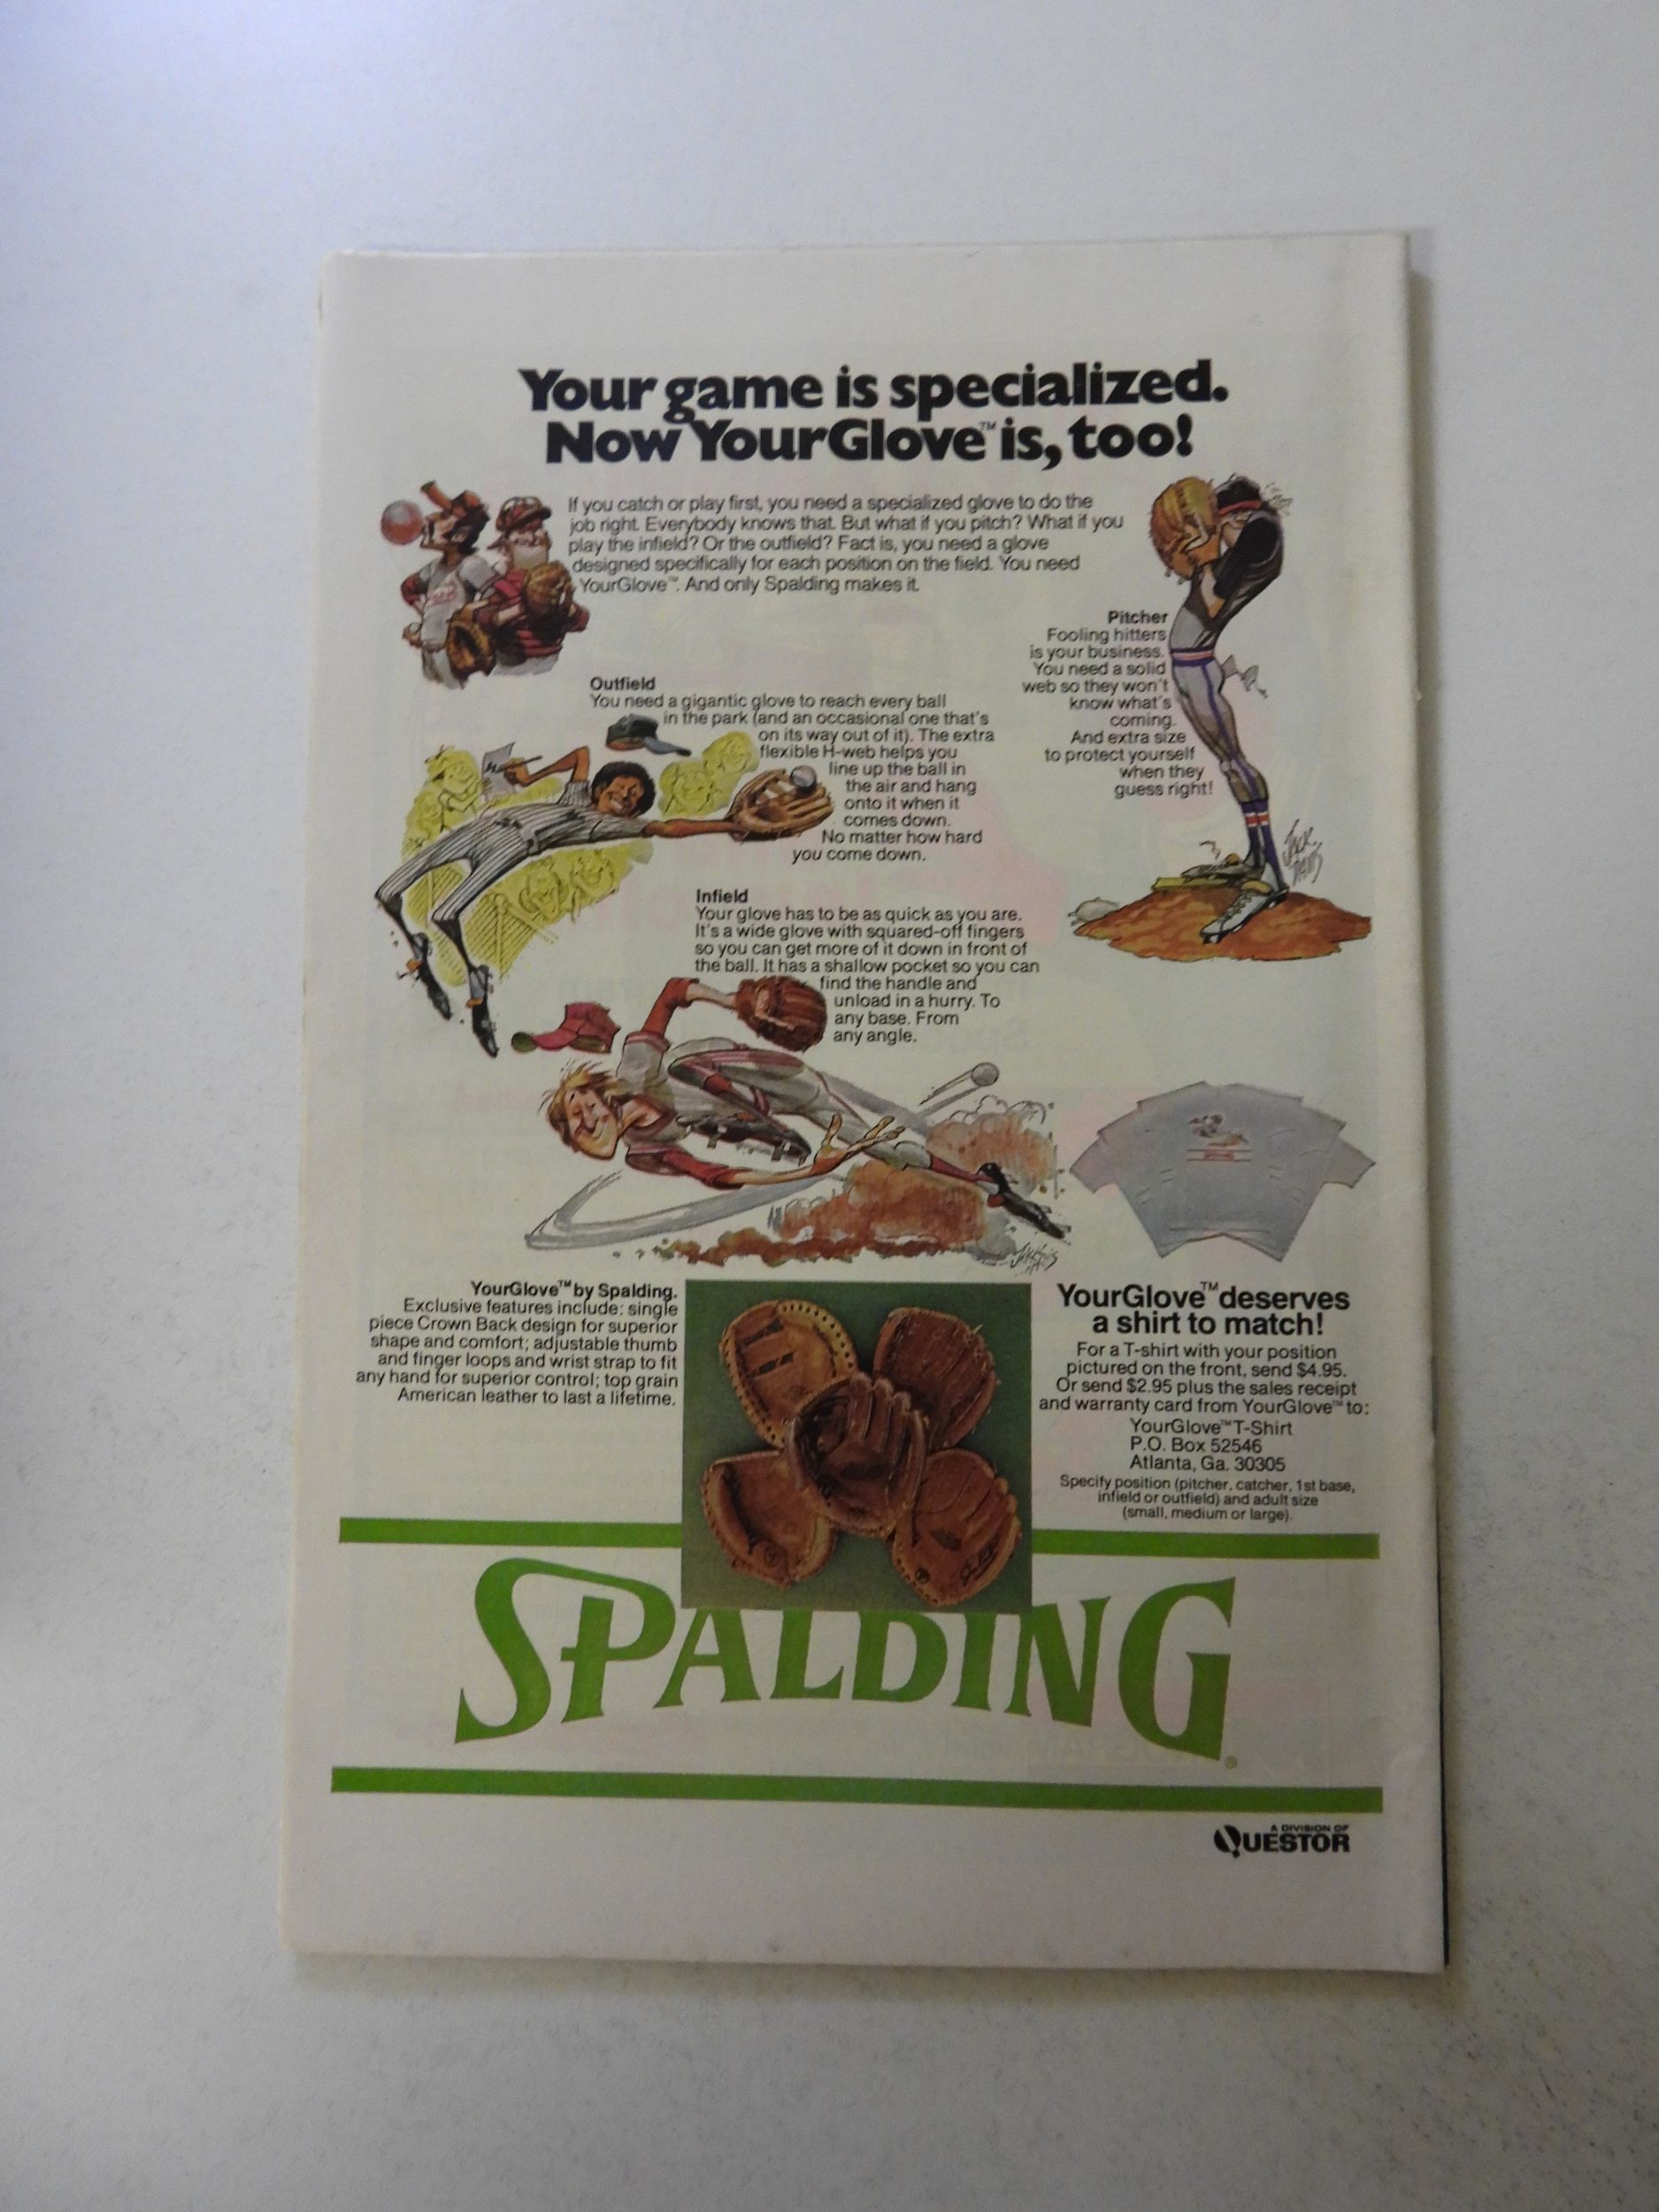 Your game is specialized.
Now YourGlove™ is, too!
If you catch or play first, you need a specialized glove to do the
job right. Everybody knows that. But what if you pitch? What if you
play the infield? Or the outfield? Fact is, you need a glove
designed specifically for each position on the field. You need
YourGlove™. And only Spalding makes it.
Pitcher
Fooling hitters
is your business.
You need a solid
web so they won't
know what's
coming.
And extra size
to protect yourself
when they
guess right!
JACK
DAVIS
Outfield
You need a gigantic glove to reach every ball
in the park (and an occasional one that's
on its way out of it). The extra
flexible H-web helps you
line up the ball in
the air and hang
onto it when it
comes down.
No matter how hard
you come down.
Infield
Your glove has to be as quick as you are.
It's a wide glove with squared-off fingers
so you can get more of it down in front of
the ball. It has a shallow pocket so you can
find the handle and
unload in a hurry. To
any base. From
any angle.
YourGlove™ by Spalding.
Exclusive features include: single
piece Crown Back design for superior
shape and comfort; adjustable thumb
and finger loops and wrist strap to fit
any hand for superior control; top grain
American leather to last a lifetime.
YourGlove™ deserves
a shirt to match!
For a T-shirt with your position
pictured on the front, send $4.95.
Or send $2.95 plus the sales receipt
and warranty card from YourGlove™ to:
YourGlove™ T-Shirt
P.O. Box 52546
Atlanta, Ga. 30305
Specify position (pitcher, catcher, 1st base,
infield or outfield) and adult size
(small, medium or large).
SPALDING®
A DIVISION OF
QUESTOR